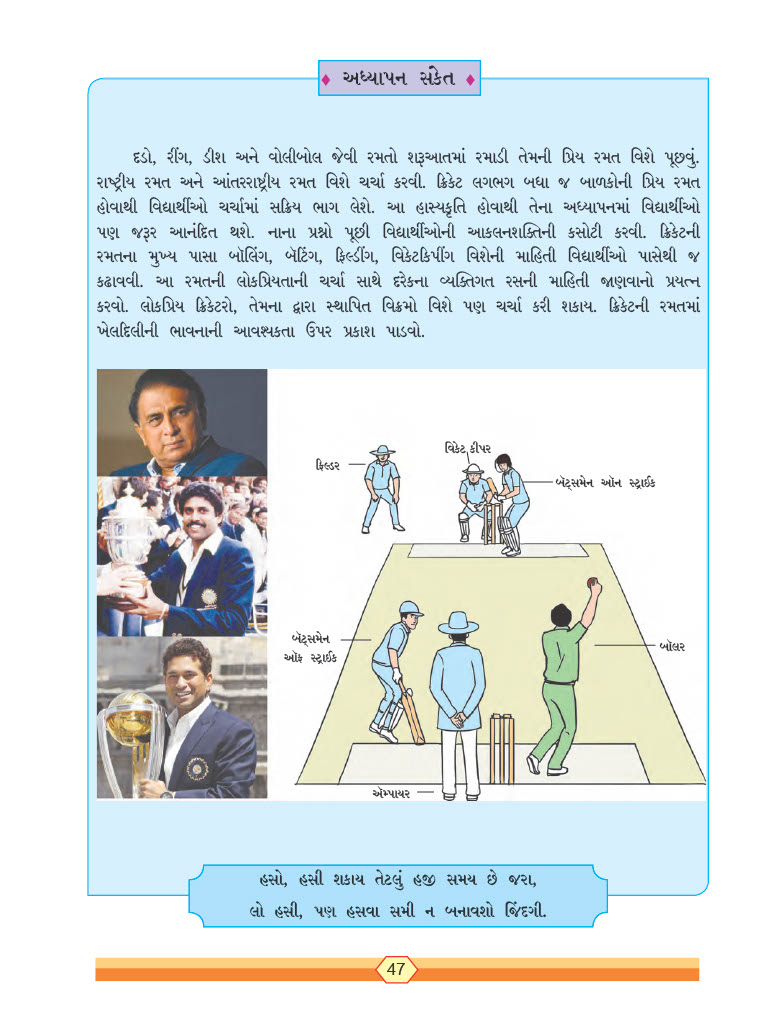 ♦ અધ્યાપન સંકેત ♦
દડો, રીંગ, ડીશ અને વોલીબોલ જેવી રમતો શરૂઆતમાં રમાડી તેમની પ્રિય રમત વિશે પૂછવું.
રાષ્ટ્રીય રમત અને આંતરરાષ્ટ્રીય રમત વિશે ચર્ચા કરવી. ક્રિકેટ લગભગ બધા જ બાળકોની પ્રિય રમત
હોવાથી વિદ્યાર્થીઓ ચર્ચામાં સક્રિય ભાગ લેશે. આ હાસ્યકૃતિ હોવાથી તેના અધ્યાપનમાં વિદ્યાર્થીઓ
પણ જરૂર આનંદિત થશે. નાના પ્રશ્નો પૂછી વિદ્યાર્થીઓની આકલનશક્તિની કસોટી કરવી. ક્રિકેટની
રમતના મુખ્ય પાસા બૉલિંગ, બૅટિંગ, ફિલ્ડીંગ, વિકેટકિપીંગ વિશેની માહિતી વિદ્યાર્થીઓ પાસેથી જ
કઢાવવી. આ રમતની લોકપ્રિયતાની ચર્ચા સાથે દરેકના વ્યક્તિગત રસની માહિતી જાણવાનો પ્રયત્ન
કરવો. લોકપ્રિય ક્રિકેટરો, તેમના દ્વારા સ્થાપિત વિક્રમો વિશે પણ ચર્ચા કરી શકાય. ક્રિકેટની રમતમાં
ખેલદિલીની ભાવનાની આવશ્યકતા ઉપર પ્રકાશ પાડવો.
વિકેટ કીપર
ફિલ્ડર
બૅટ્સમેન ઑન સ્ટ્રાઈક
બૅટ્સમેન
ઑફ સ્ટ્રાઈક
બૉલર
ઍમ્પાયર
હસો, હસી શકાય તેટલું હજી સમય છે જરા,
લો હસી, પણ હસવા સમી ન બનાવશો જિંદગી.
47